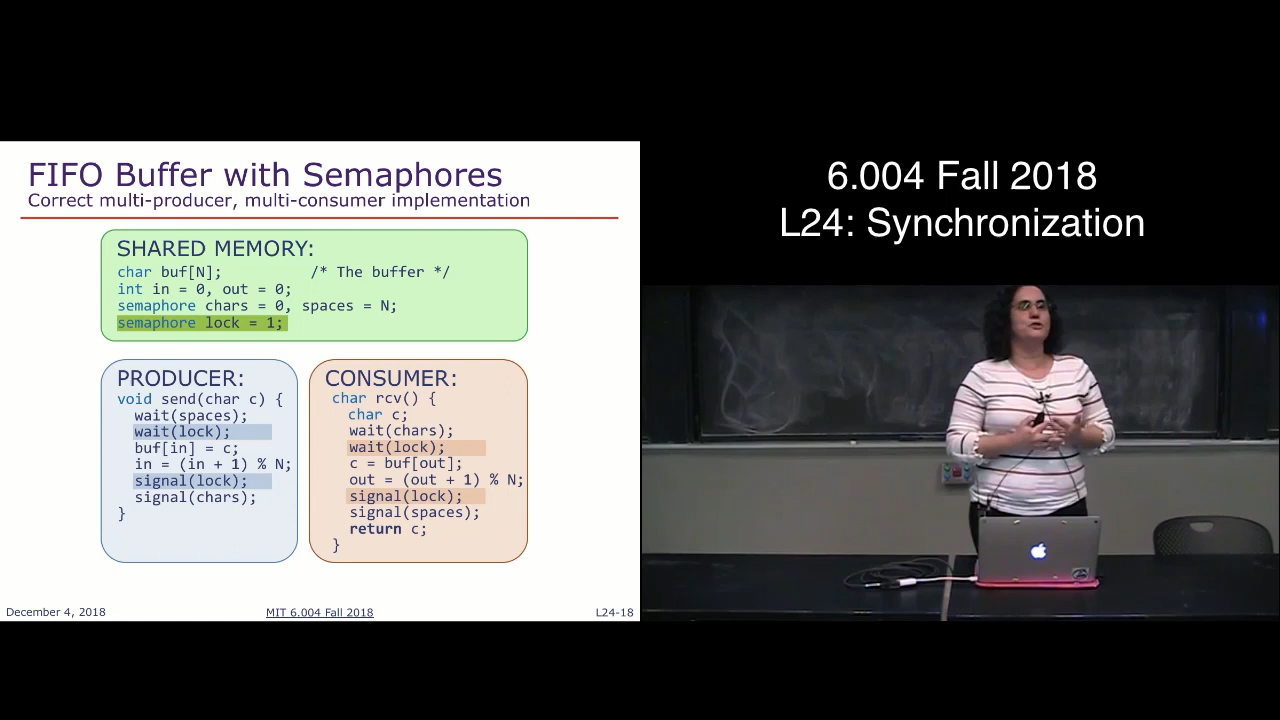 FIFO Buffer with Semaphores
Correct multi-producer, multi-consumer implementation
SHARED MEMORY:
char buf[N]; /* The buffer */
int in = 0, out = 0;
semaphore chars = 0, spaces = N;
semaphore lock = 1;
PRODUCER:
void send(char c) {
wait(spaces);
wait(lock);
buf[in] = c;
in = (in + 1) % N;
signal(lock);
signal(chars);
}
CONSUMER:
char rcv() {
char c;
wait(chars);
wait(lock);
c = buf[out];
out = (out + 1) % N;
signal(lock);
signal(spaces);
return c;
}
December 4, 2018
MIT 6.004 Fall 2018
L24-18
6.004 Fall 2018
L24: Synchronization